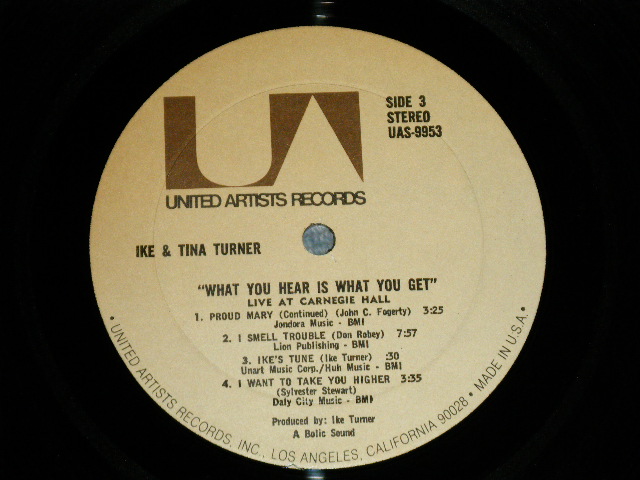 UA
UNITED ARTISTS RECORDS
SIDE 3
STEREO
UAS-9953
IKE & TINA TURNER
"WHAT YOU HEAR IS WHAT YOU GET"
LIVE AT CARNEGIE HALL
1. PROUD MARY (Continued) (John C. Fogerty) 3:25
Jondora Music - BMI
2. I SMELL TROUBLE (Don Robey) 7:57
Lion Publishing - BMI
3. IKE'S TUNE (Ike Turner) :30
Unart Music Corp./Huh Music - BMI
4. I WANT TO TAKE YOU HIGHER 3:35
(Sylvester Stewart)
Daly City Music - BMI
Produced by: Ike Turner
A Bolic Sound
• UNITED ARTISTS RECORDS, INC., LOS ANGELES, CALIFORNIA 90028 • MADE IN U.S.A. •